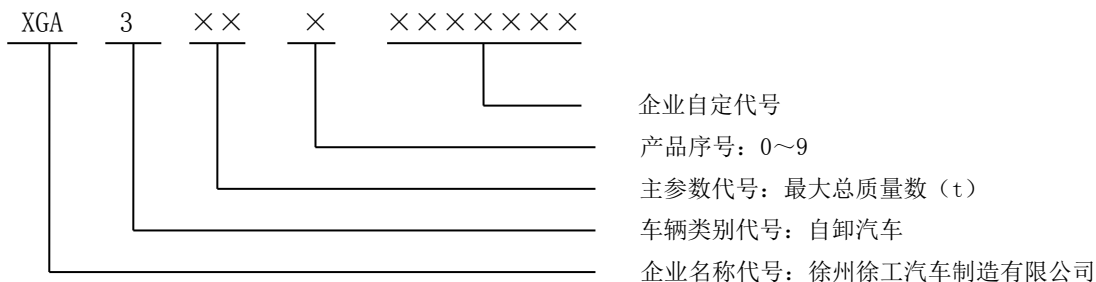 XGA 3 ×× × ×××××××
企业自定代号
产品序号：0～9
主参数代号：最大总质量数（t）
车辆类别代号：自卸汽车
企业名称代号：徐州徐工汽车制造有限公司